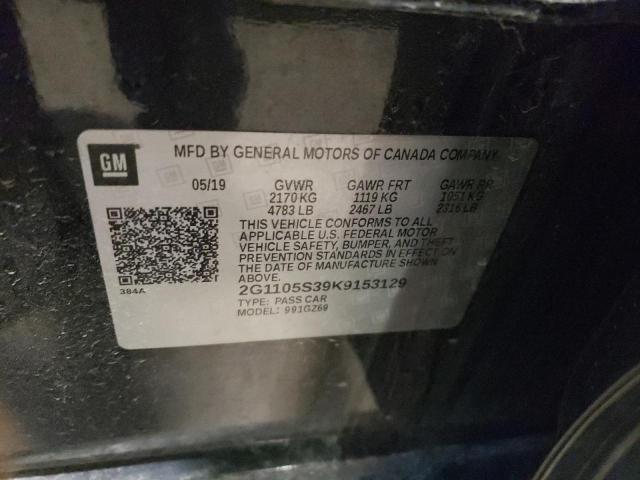 GM
MFD BY GENERAL MOTORS OF CANADA COMPANY
05/19 GVWR GAWR FRT GAWR RR
2170 KG 1119 KG 1051 KG
4783 LB 2467 LB 2316 LB
THIS VEHICLE CONFORMS TO ALL
APPLICABLE U.S. FEDERAL MOTOR
VEHICLE SAFETY, BUMPER, AND THEFT
PREVENTION STANDARDS IN EFFECT ON
THE DATE OF MANUFACTURE SHOWN
ABOVE.
384A
2G1105S39K9153129
TYPE: PASS CAR
MODEL: 991GZ69